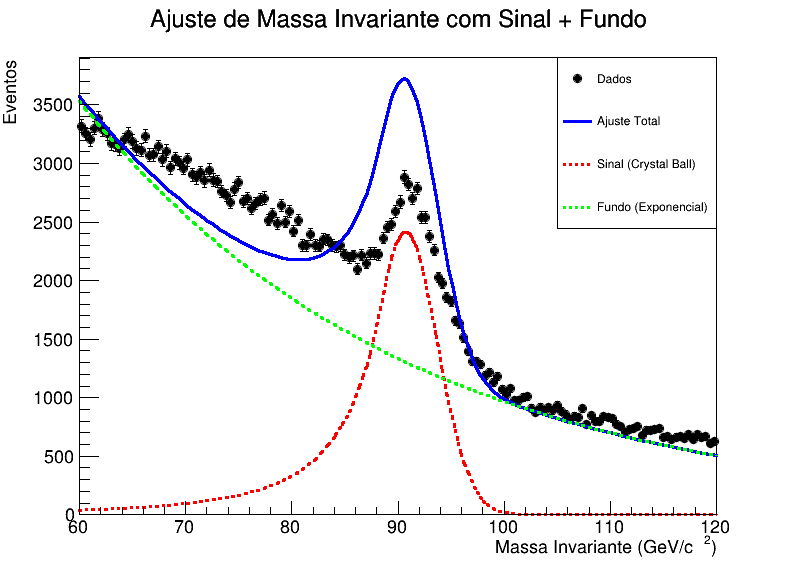 Ajuste de Massa Invariante com Sinal + Fundo
Eventos
Dados
Ajuste Total
Sinal (Crystal Ball)
Fundo (Exponencial)
3500
3000
2500
2000
1500
1000
500
0
60 70 80 90 100 110 120
Massa Invariante (GeV/c 2)